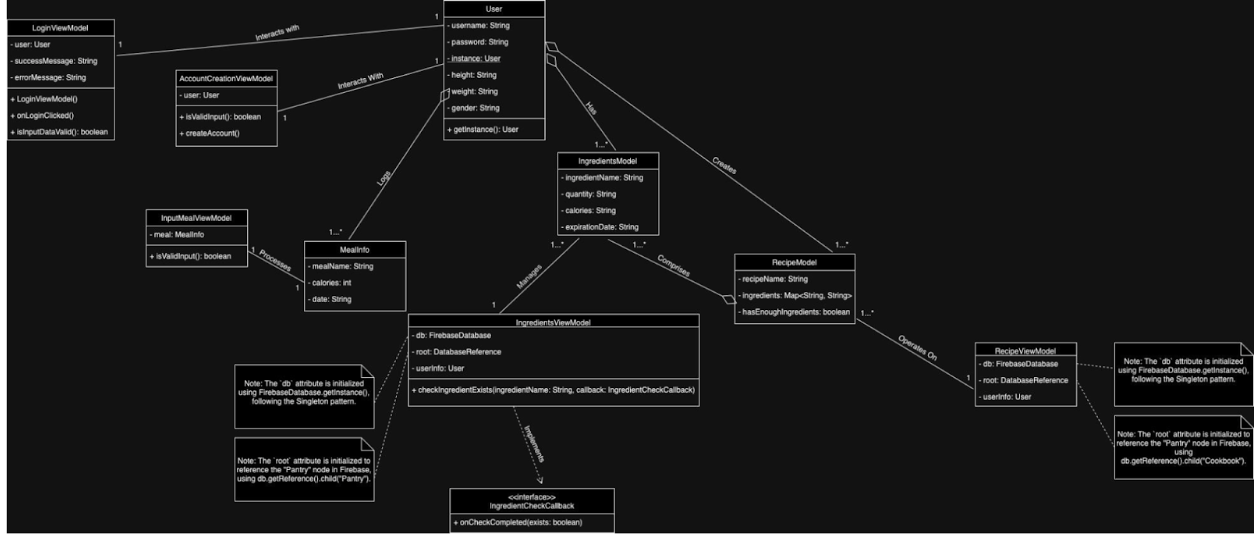 LoginViewModel
- user: User
- successMessage: String
- errorMessage: String
+ LoginViewModel()
+ onLoginClicked()
+ isInputDataValid(): boolean
1
Interacts with
1
User
- username: String
- password: String
- instance: User
- height: String
- weight: String
- gender: String
+ getInstance(): User
AccountCreationViewModel
- user: User
+ isValidInput(): boolean
+ createAccount()
1
Interacts With
1
Has
1...*
Creates
1...*
Logs
1...*
IngredientsModel
- ingredientName: String
- quantity: String
- calories: String
- expirationDate: String
InputMealViewModel
- meal: MealInfo
+ isValidInput(): boolean
1
Processes
1
MealInfo
- mealName: String
- calories: int
- date: String
1...*
Manages
1
1...*
Comprises
RecipeModel
- recipeName: String
- ingredients: Map<String, String>
- hasEnoughIngredients: boolean
1...*
Operates On
1
IngredientsViewModel
- db: FirebaseDatabase
- root: DatabaseReference
- userInfo: User
+ checkIngredientExists(ingredientName: String, callback: IngredientCheckCallback)
RecipeViewModel
- db: FirebaseDatabase
- root: DatabaseReference
- userInfo: User
Note: The `db` attribute is initialized
using FirebaseDatabase.getInstance(),
following the Singleton pattern.
Note: The `db` attribute is initialized
using FirebaseDatabase.getInstance(),
following the Singleton pattern.
Note: The `root` attribute is initialized to
reference the "Pantry" node in Firebase,
using db.getReference().child("Pantry").
Note: The `root` attribute is initialized to
reference the "Pantry" node in Firebase,
using
db.getReference().child("Cookbook").
Implements
<<interface>>
IngredientCheckCallback
+ onCheckCompleted(exists: boolean)